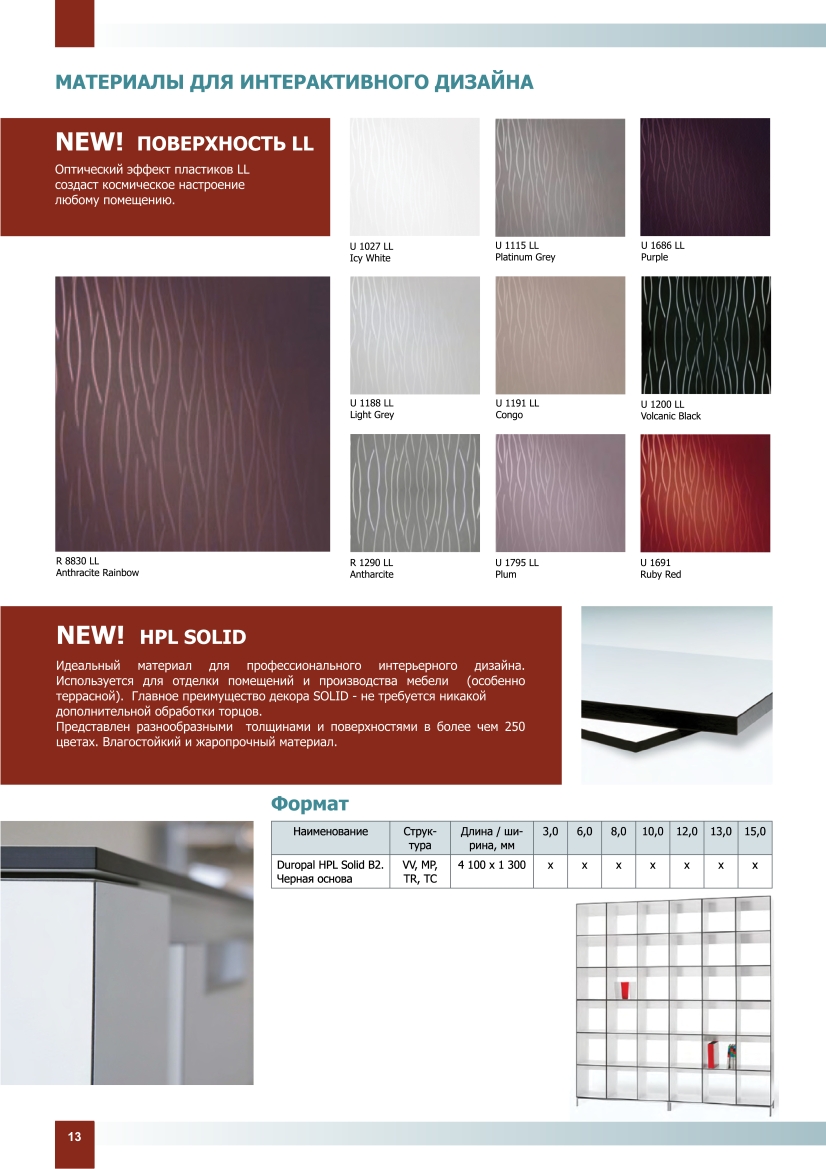 МАТЕРИАЛЫ ДЛЯ ИНТЕРАКТИВНОГО ДИЗАЙНА
NEW! ПОВЕРХНОСТЬ LL
Оптический эффект пластиков LL
создаст космическое настроение
любому помещению.
U 1027 LL
Icy White
U 1115 LL
Platinum Grey
U 1686 LL
Purple
U 1188 LL
Light Grey
U 1191 LL
Congo
U 1200 LL
Volcanic Black
R 8830 LL
Anthracite Rainbow
R 1290 LL
Antharcite
U 1795 LL
Plum
U 1691
Ruby Red
NEW! HPL SOLID
Идеальный материал для профессионального интерьерного дизайна.
Используется для отделки помещений и производства мебели (особенно
террасной). Главное преимущество декора SOLID - не требуется никакой
дополнительной обработки торцов.
Представлен разнообразными толщинами и поверхностями в более чем 250
цветах. Влагостойкий и жаропрочный материал.
Формат
Наименование Струк- Длина / ши- 3,0 6,0 8,0 10,0 12,0 13,0 15,0
тура рина, мм
Duropal HPL Solid B2. VV, MP, 4 100 x 1 300 x x x x x x x
Черная основа TR, TC
13